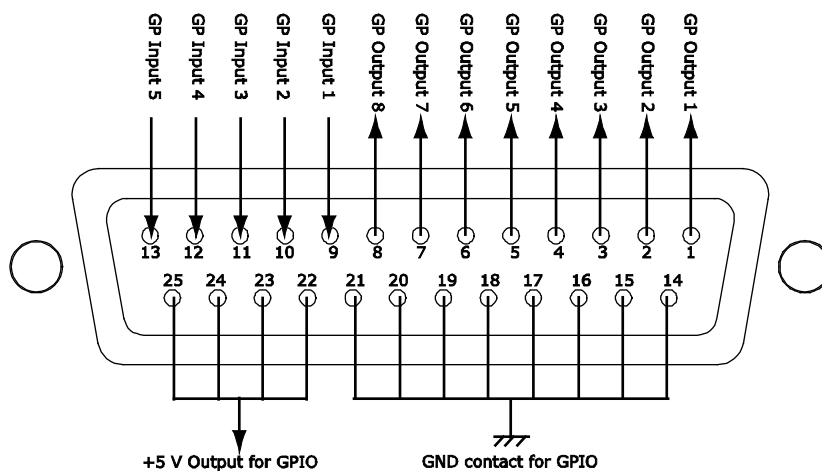 GP Input 5
GP Input 4
GP Input 3
GP Input 2
GP Input 1
GP Output 8
GP Output 7
GP Output 6
GP Output 5
GP Output 4
GP Output 3
GP Output 2
GP Output 1
13 12 11 10 9 8 7 6 5 4 3 2 1
25 24 23 22 21 20 19 18 17 16 15 14
+5 V Output for GPIO
GND contact for GPIO